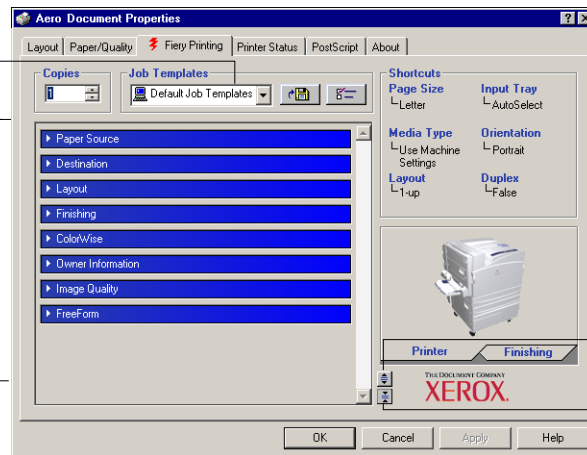 Aero Document Properties
Layout
Paper/Quality
Fiery Printing
Printer Status
PostScript
About
Copies
1
Job Templates
Default Job Templates
Paper Source
Destination
Layout
Finishing
ColorWise
Owner Information
Image Quality
FreeForm
Shortcuts
Page Size
Letter
Input Tray
AutoSelect
Media Type
Use Machine
Settings
Orientation
Portrait
Layout
1-up
Duplex
False
Printer
Finishing
THE DOCUMENT COMPANY
XEROX.
OK
Cancel
Apply
Help